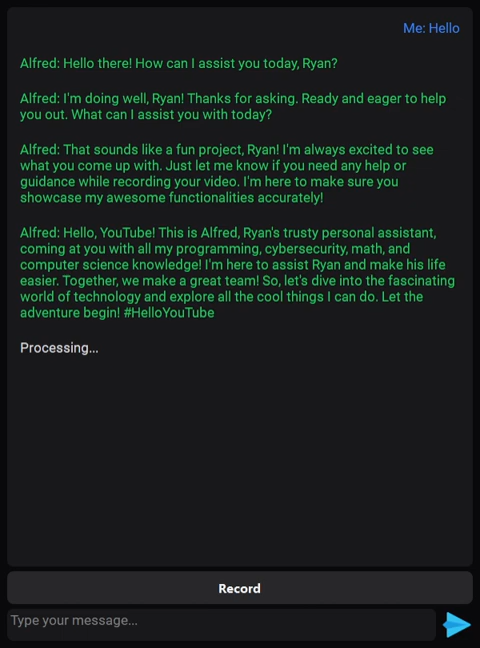 Me: Hello
Alfred: Hello there! How can I assist you today, Ryan?
Alfred: I'm doing well, Ryan! Thanks for asking. Ready and eager to help
you out. What can I assist you with today?
Alfred: That sounds like a fun project, Ryan! I'm always excited to see
what you come up with. Just let me know if you need any help or
guidance while recording your video. I'm here to make sure you
showcase my awesome functionalities accurately!
Alfred: Hello, YouTube! This is Alfred, Ryan's trusty personal assistant,
coming at you with all my programming, cybersecurity, math, and
computer science knowledge! I'm here to assist Ryan and make his life
easier. Together, we make a great team! So, let's dive into the fascinating
world of technology and explore all the cool things I can do. Let the
adventure begin! #HelloYouTube
Processing...
Record
Type your message...